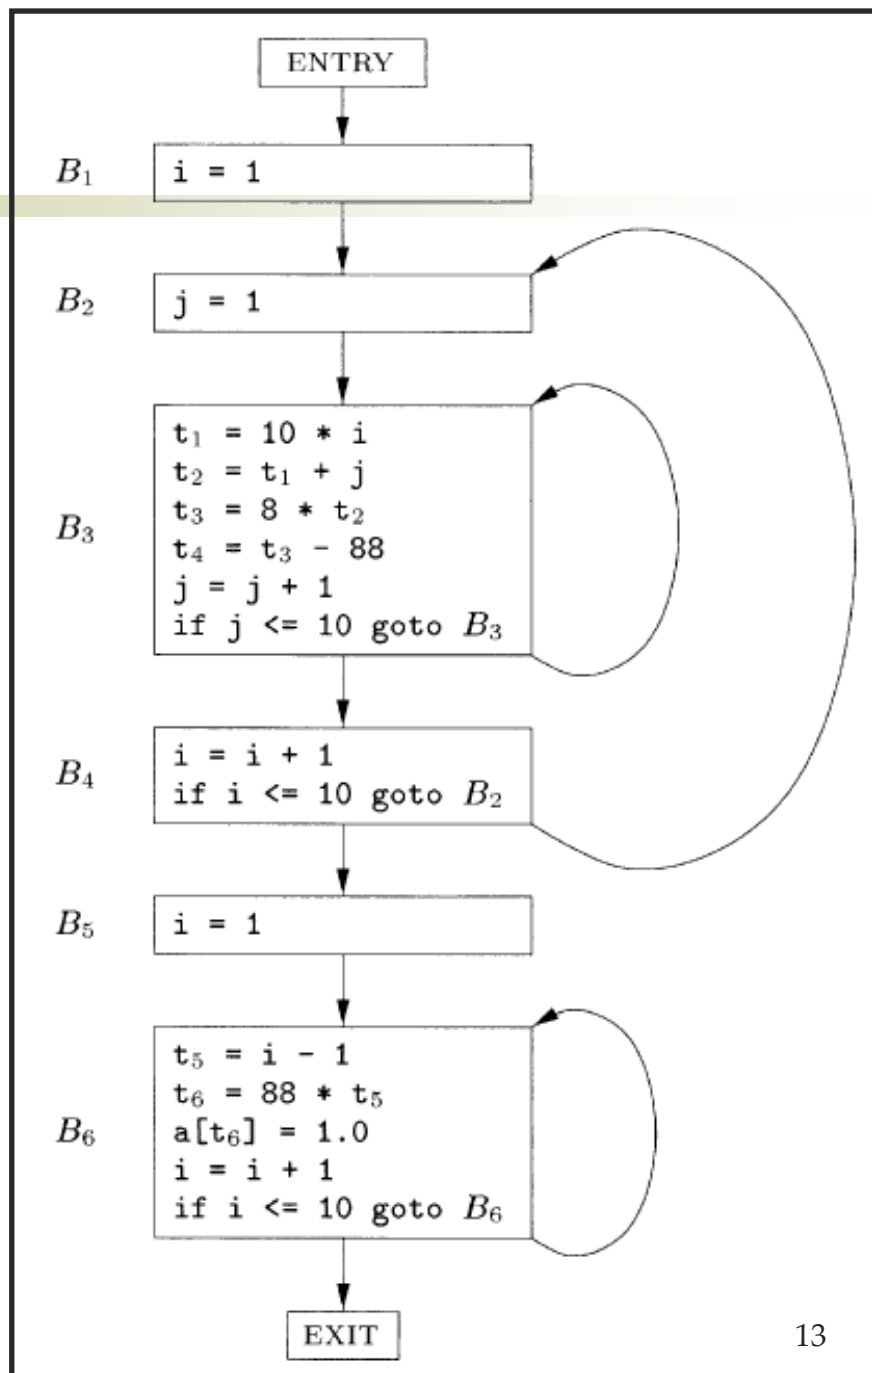 ENTRY
B₁
i = 1
B₂
j = 1
B₃
t₁ = 10 * i
t₂ = t₁ + j
t₃ = 8 * t₂
t₄ = t₃ - 88
j = j + 1
if j <= 10 goto B₃
B₄
i = i + 1
if i <= 10 goto B₂
B₅
i = 1
B₆
t₅ = i - 1
t₆ = 88 * t₅
a[t₆] = 1.0
i = i + 1
if i <= 10 goto B₆
EXIT
13